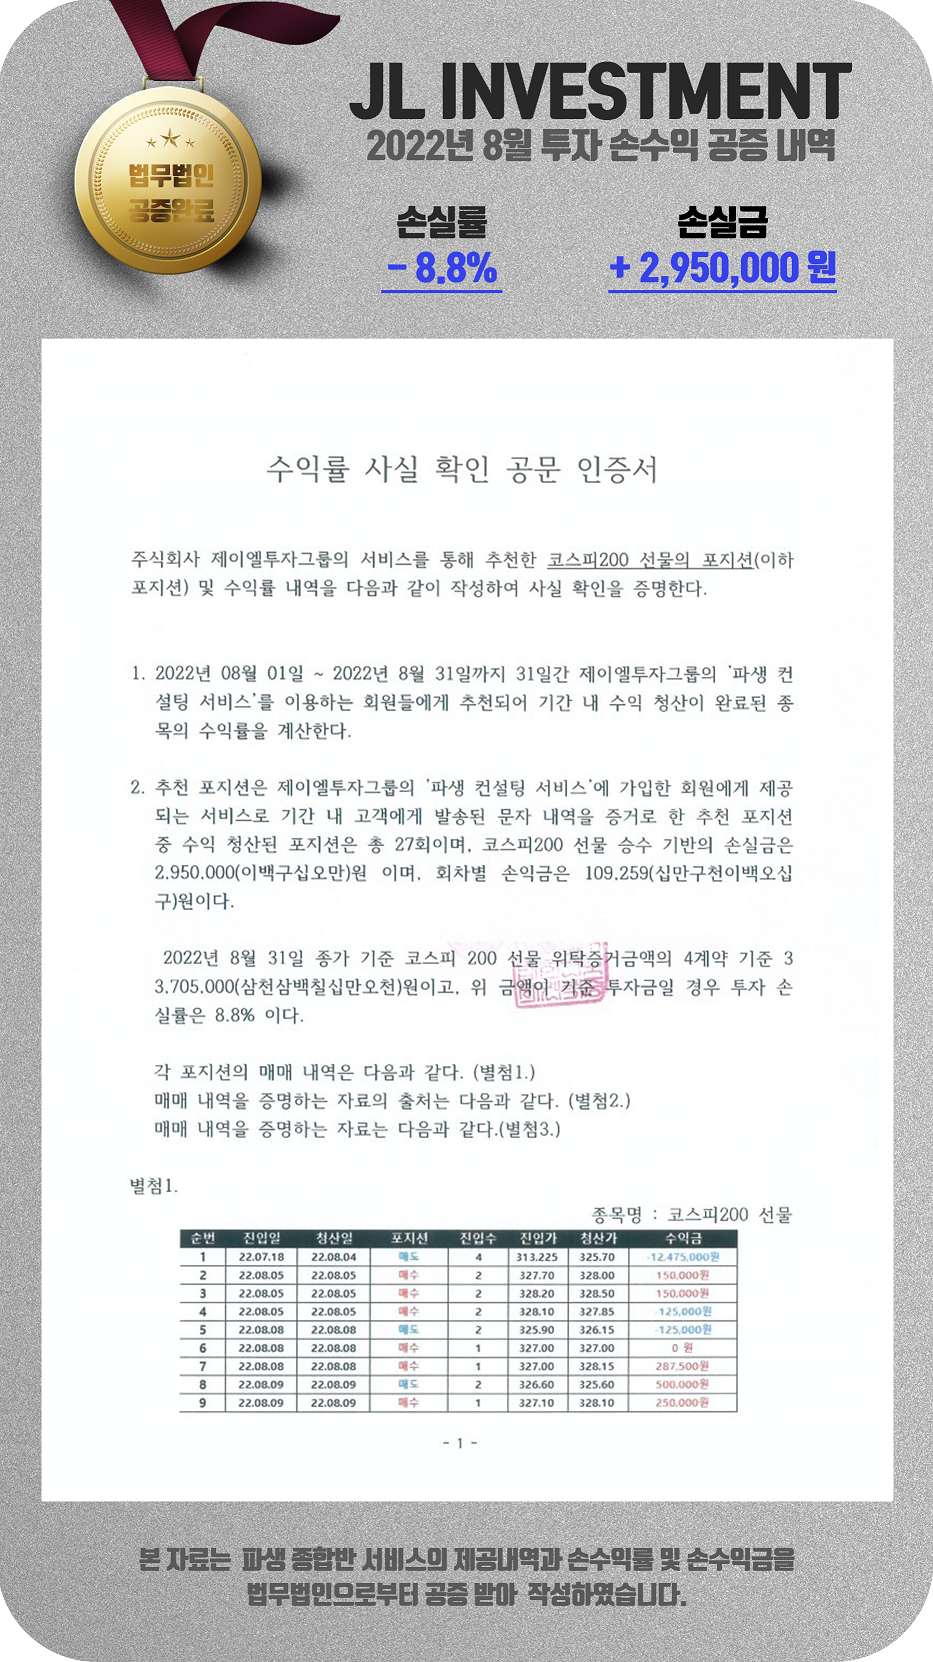 JL INVESTMENT
2022년 8월 투자 손수익 공증 내역
법무법인
공증완료
손실률 손실금
- 8.8% + 2,950,000 원
수익률 사실 확인 공문 인증서
주식회사 제이엘투자그룹의 서비스를 통해 추천한 코스피200 선물의 포지션(이하
포지션) 및 수익률 내역을 다음과 같이 작성하여 사실 확인을 증명한다.
1. 2022년 08월 01일 ~ 2022년 8월 31일까지 31일간 제이엘투자그룹의 '파생 컨
설팅 서비스'를 이용하는 회원들에게 추천되어 기간 내 수익 청산이 완료된 종
목의 수익률을 계산한다.
2. 추천 포지션은 제이엘투자그룹의 '파생 컨설팅 서비스'에 가입한 회원에게 제공
되는 서비스로 기간 내 고객에게 발송된 문자 내역을 증거로 한 추천 포지션
중 수익 청산된 포지션은 총 27회이며, 코스피200 선물 승수 기반의 손실금은
2,950,000(이백구십오만)원 이며, 회차별 손익금은 109,259(십만구천이백오십
구)원이다.
2022년 8월 31일 종가 기준 코스피 200 선물 위탁증거금액의 4계약 기준 3
3,705,000(삼천삼백칠십만오천)원이고, 위 금액이 기준 투자금일 경우 투자 손
실률은 8.8% 이다.
각 포지션의 매매 내역은 다음과 같다. (별첨1.)
매매 내역을 증명하는 자료의 출처는 다음과 같다. (별첨2.)
매매 내역을 증명하는 자료는 다음과 같다.(별첨3.)
별첨1.
종목명 : 코스피200 선물
순번 진입일 청산일 포지션 진입수 진입가 청산가 수익금
1 22.07.18 22.08.04 매도 4 313.225 325.70 -12,475,000원
2 22.08.05 22.08.05 매수 2 327.70 328.00 150,000원
3 22.08.05 22.08.05 매수 2 328.20 328.50 150,000원
4 22.08.05 22.08.05 매수 2 328.10 327.85 -125,000원
5 22.08.08 22.08.08 매도 2 325.90 326.15 -125,000원
6 22.08.08 22.08.08 매수 1 327.00 327.00 0 원
7 22.08.08 22.08.08 매수 1 327.00 328.15 287,500원
8 22.08.09 22.08.09 매도 2 326.60 325.60 500,000원
9 22.08.09 22.08.09 매수 1 327.10 328.10 250,000원
- 1 -
본 자료는 파생 종합반 서비스의 제공내역과 손수익률 및 손수익금을
법무법인으로부터 공증 받아 작성하였습니다.